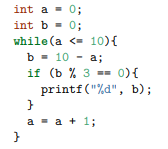 int a = 0;
int b = 0;
while(a <= 10){
  b = 10 - a;
  if (b % 3 == 0){
    printf("%d", b);
  }
  a = a + 1;
}